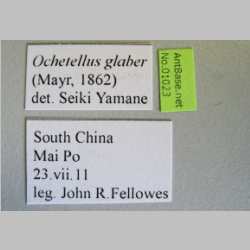 Ochetellus glaber
(Mayr, 1862)
det. Seiki Yamane
AntBase.net
No.01023
South China
Mai Po
23.vii.11
leg. John R.Fellowes